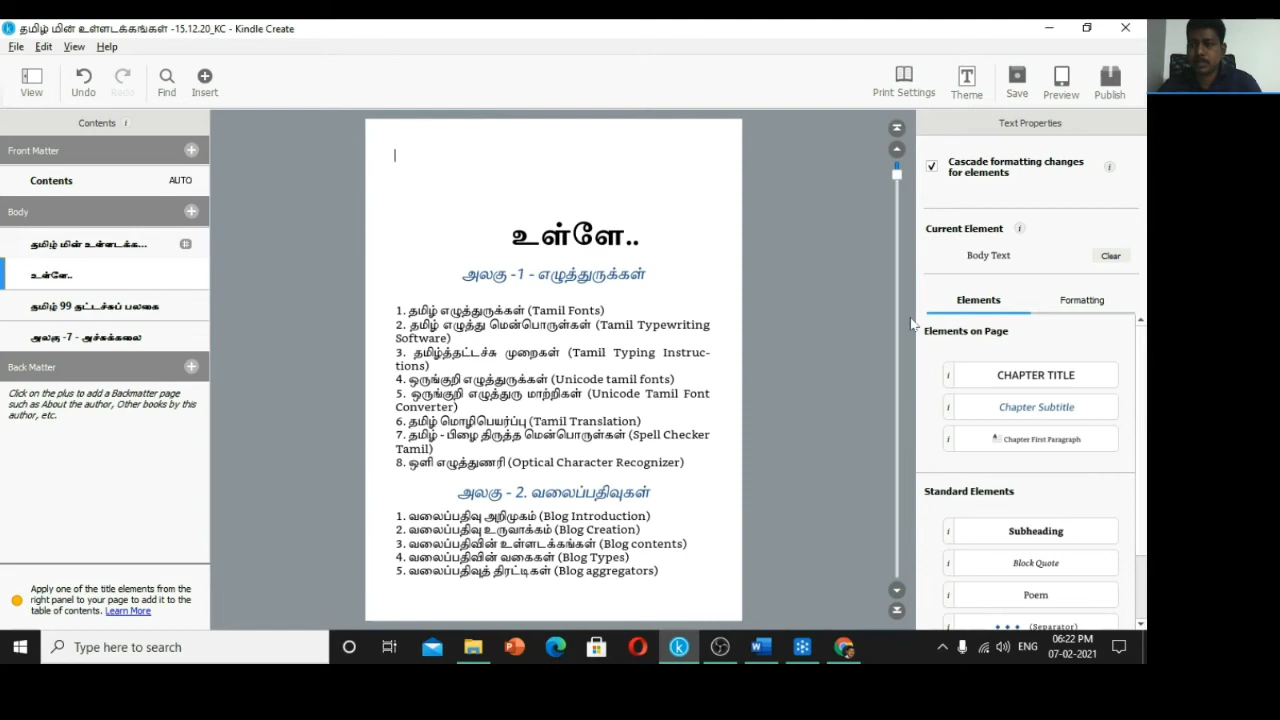 தமிழ் மின் உள்ளடக்கங்கள் -15.12.20_KC - Kindle Create
File Edit View Help
View Undo Redo Find Insert Print Settings Theme Save Preview Publish
Contents i
Front Matter
Contents AUTO
Body
தமிழ் மின் உள்ளடக்க...
உள்ளே..
தமிழ் 99 தட்டச்சுப் பலகை
அலகு -7 - அச்சுக்கலை
Back Matter
Click on the plus to add a Backmatter page
such as About the author, Other books by this
author, etc.
Apply one of the title elements from the
right panel to your page to add it to the
table of contents. Learn More
உள்ளே..
அலகு -1 - எழுத்துருக்கள்
1. தமிழ் எழுத்துருக்கள் (Tamil Fonts)
2. தமிழ் எழுத்து மென்பொருள்கள் (Tamil Typewriting
Software)
3. தமிழ்த்தட்டச்சு முறைகள் (Tamil Typing Instruc-
tions)
4. ஒருங்குறி எழுத்துருக்கள் (Unicode tamil fonts)
5. ஒருங்குறி எழுத்துரு மாற்றிகள் (Unicode Tamil Font
Converter)
6. தமிழ் மொழிபெயர்ப்பு (Tamil Translation)
7. தமிழ் - பிழை திருத்த மென்பொருள்கள் (Spell Checker
Tamil)
8. ஒளி எழுத்துணரி (Optical Character Recognizer)
அலகு - 2. வலைப்பதிவுகள்
1. வலைப்பதிவு அறிமுகம் (Blog Introduction)
2. வலைப்பதிவு உருவாக்கம் (Blog Creation)
3. வலைப்பதிவின் உள்ளடக்கங்கள் (Blog contents)
4. வலைப்பதிவின் வகைகள் (Blog Types)
5. வலைப்பதிவுத் திரட்டிகள் (Blog aggregators)
Text Properties
Cascade formatting changes
for elements i
Current Element i
Body Text Clear
Elements Formatting
Elements on Page
i CHAPTER TITLE
i Chapter Subtitle
i Chapter First Paragraph
Standard Elements
i Subheading
i Block Quote
i Poem
(Separator)
Type here to search
ENG 06:22 PM
07-02-2021